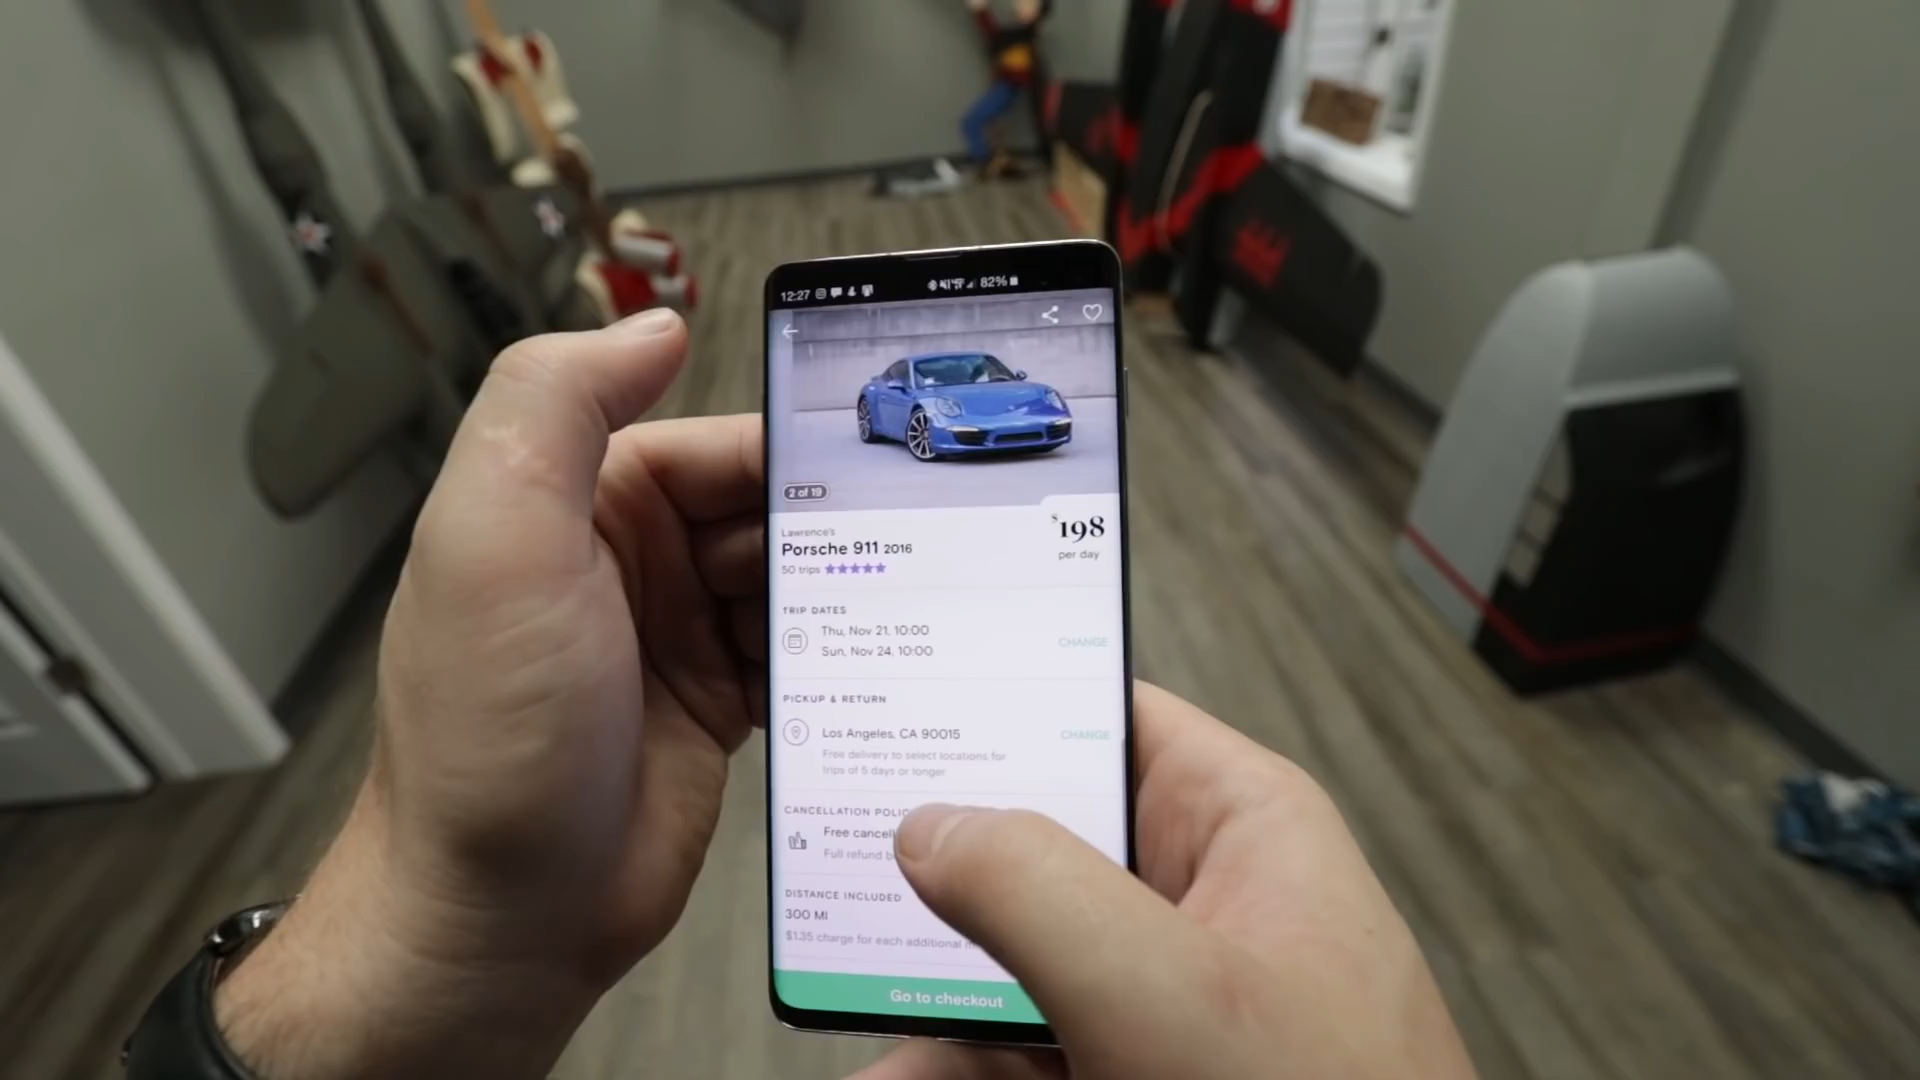 12:27 82%
2 of 19
Lawrence's
Porsche 911 2016
50 trips
$198
per day
TRIP DATES
Thu, Nov 21, 10:00
Sun, Nov 24, 10:00
CHANGE
PICKUP & RETURN
Los Angeles, CA 90015
CHANGE
Free delivery to select locations for
trips of 5 days or longer
CANCELLATION
Free
Full refund
DISTANCE INCLUDED
300 MI
$1.35 charge for each additional
Go to checkout